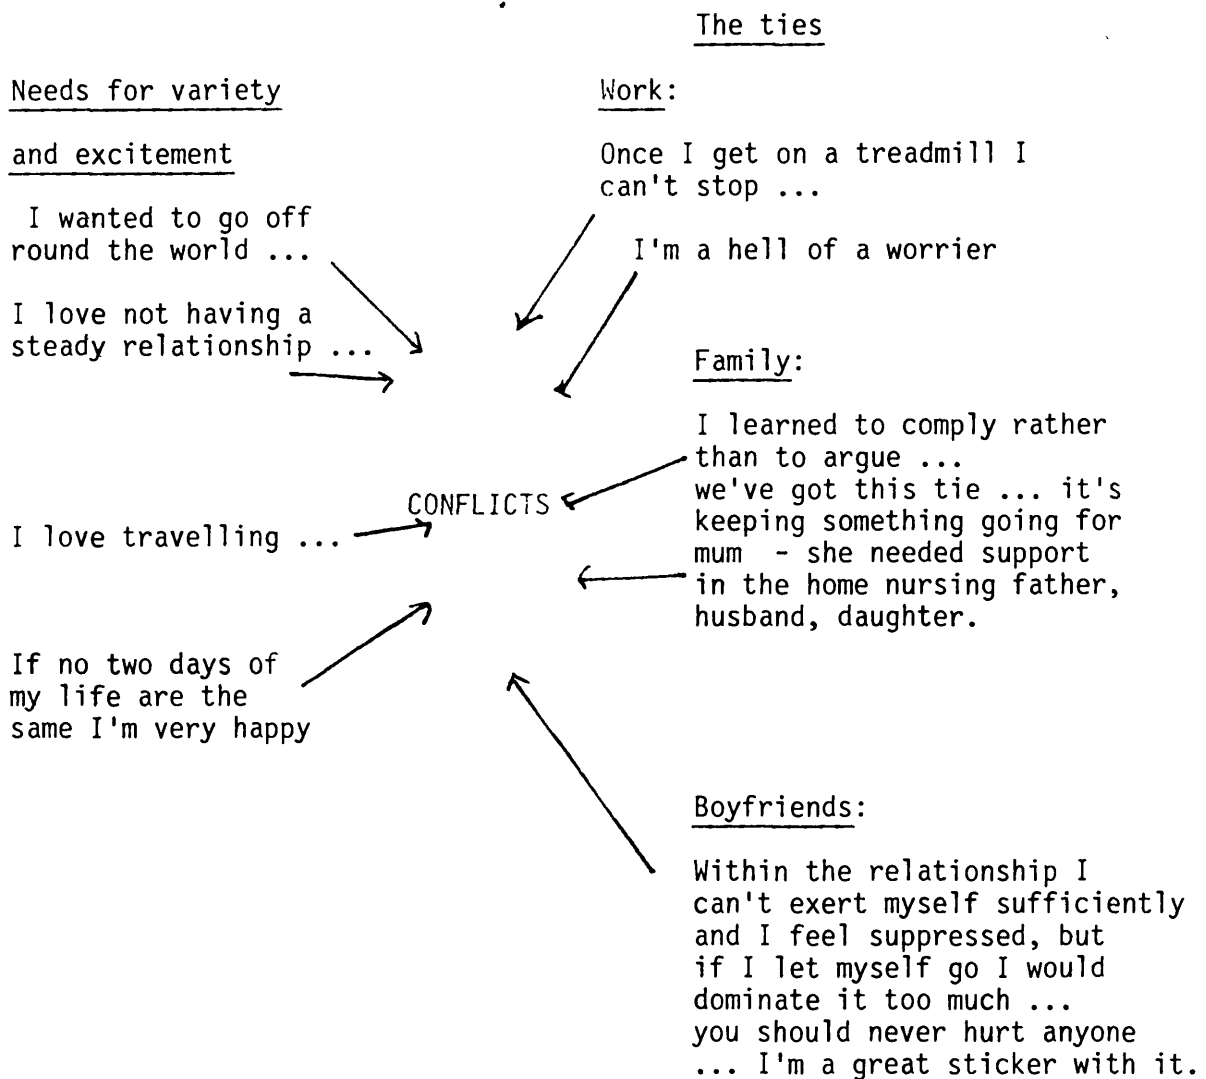 The ties
Needs for variety
and excitement
I wanted to go off
round the world ...
I love not having a
steady relationship ...
I love travelling ...
If no two days of
my life are the
same I'm very happy
CONFLICTS
Work:
Once I get on a treadmill I
can't stop ...
I'm a hell of a worrier
Family:
I learned to comply rather
than to argue ...
we've got this tie ... it's
keeping something going for
mum - she needed support
in the home nursing father,
husband, daughter.
Boyfriends:
Within the relationship I
can't exert myself sufficiently
and I feel suppressed, but
if I let myself go I would
dominate it too much ...
you should never hurt anyone
... I'm a great sticker with it.